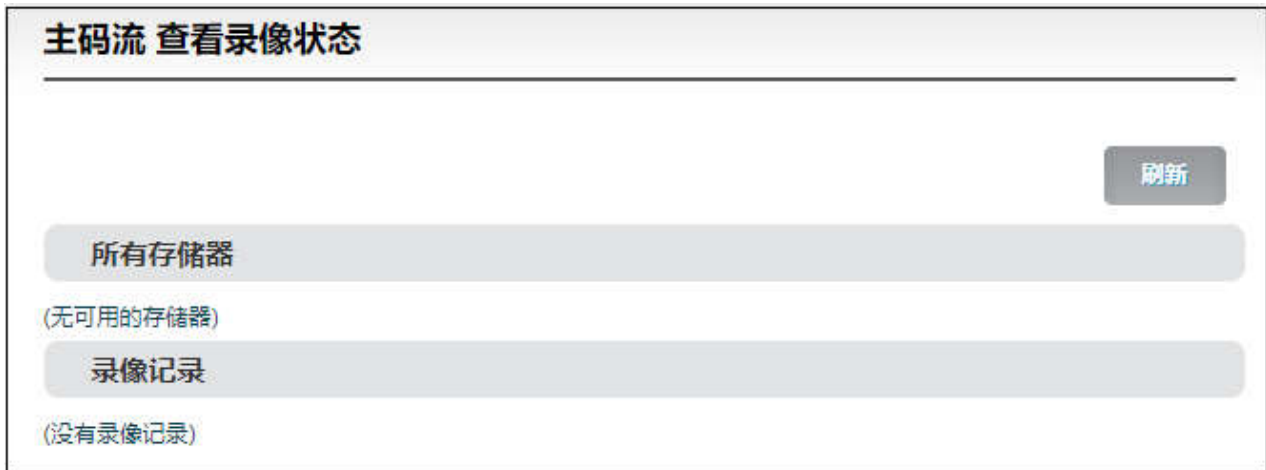 主码流 查看录像状态
刷新
所有存储器
(无可用的存储器)
录像记录
(没有录像记录)